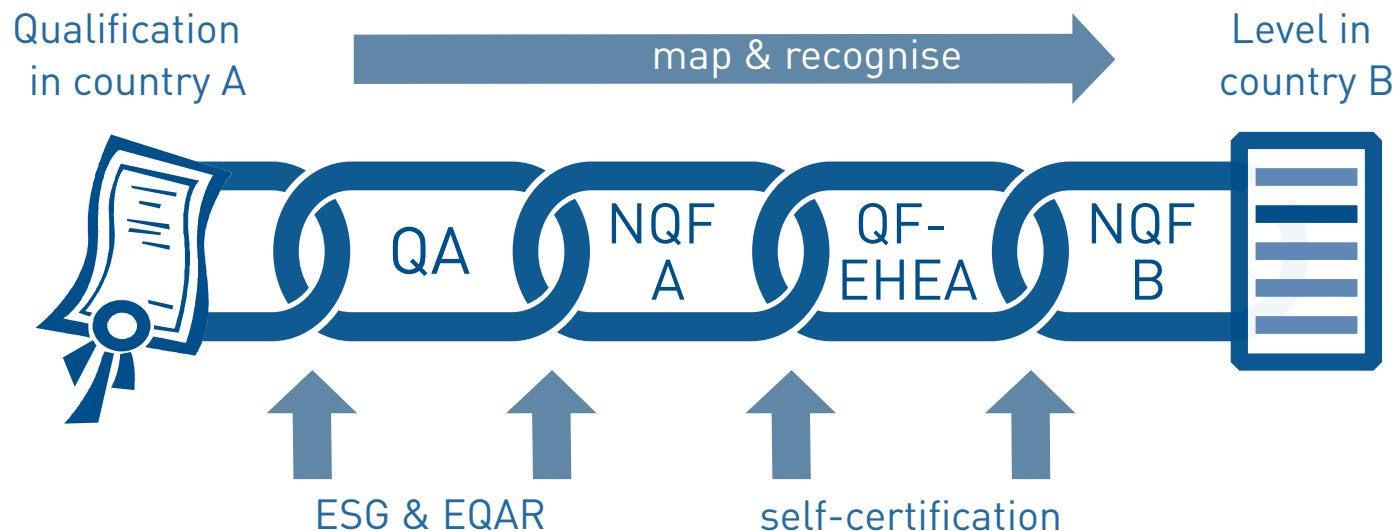 Qualification
in country A
map & recognise
Level in
country B
QA
NQF
A
QF-
EHEA
NQF
B
ESG & EQAR
self-certification